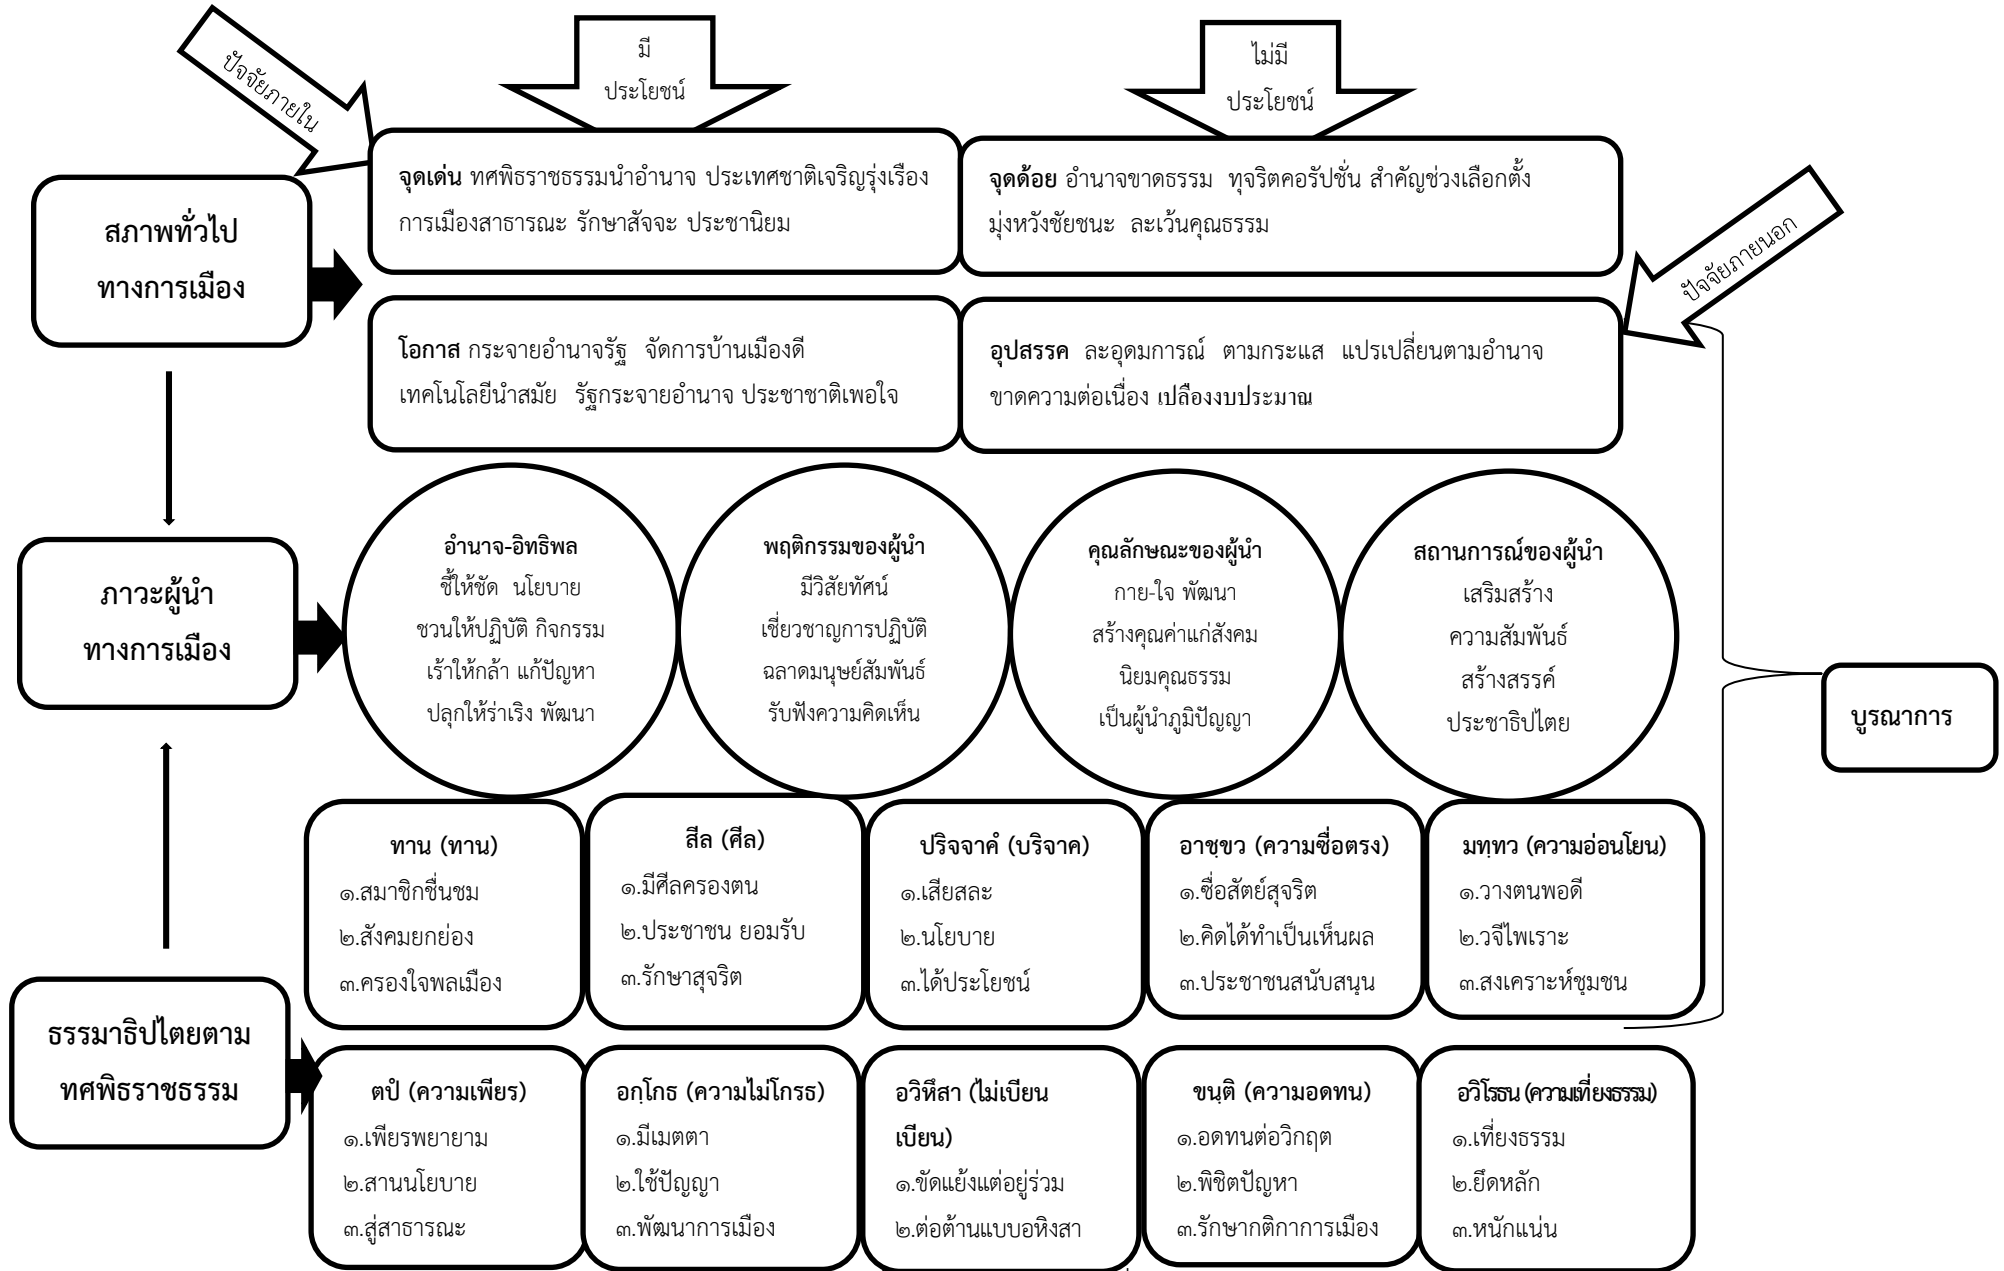 ปัจจัยภายใน
มี
ประโยชน์
ไม่มี
ประโยชน์
จุดเด่น ทศพิธราชธรรมนำอำนาจ ประเทศชาติเจริญรุ่งเรือง
การเมืองสาธารณะ รักษาสัจจะ ประชานิยม
จุดด้อย อำนาจขาดธรรม ทุจริตคอรัปชั่น สำคัญช่วงเลือกตั้ง
มุ่งหวังชัยชนะ ละเว้นคุณธรรม
ปัจจัยภายนอก
สภาพทั่วไป
ทางการเมือง
โอกาส กระจายอำนาจรัฐ จัดการบ้านเมืองดี
เทคโนโลยีนำสมัย รัฐกระจายอำนาจ ประชาชาติเพอใจ
อุปสรรค ละอุดมการณ์ ตามกระแส แปรเปลี่ยนตามอำนาจ
ขาดความต่อเนื่อง เปลืองงบประมาณ
ภาวะผู้นำ
ทางการเมือง
อำนาจ-อิทธิพล
ชี้ให้ชัด นโยบาย
ชวนให้ปฏิบัติ กิจกรรม
เร้าให้กล้า แก้ปัญหา
ปลุกให้ร่าเริง พัฒนา
พฤติกรรมของผู้นำ
มีวิสัยทัศน์
เชี่ยวชาญการปฏิบัติ
ฉลาดมนุษย์สัมพันธ์
รับฟังความคิดเห็น
คุณลักษณะของผู้นำ
กาย-ใจ พัฒนา
สร้างคุณค่าแก่สังคม
นิยมคุณธรรม
เป็นผู้นำภูมิปัญญา
สถานการณ์ของผู้นำ
เสริมสร้าง
ความสัมพันธ์
สร้างสรรค์
ประชาธิปไตย
บูรณาการ
ธรรมาธิปไตยตาม
ทศพิธราชธรรม
ทาน (ทาน)
๑.สมาชิกชื่นชม
๒.สังคมยกย่อง
๓.ครองใจพลเมือง
สีล (ศีล)
๑.มีศีลครองตน
๒.ประชาชน ยอมรับ
๓.รักษาสุจริต
ปริจจาคํ (บริจาค)
๑.เสียสละ
๒.นโยบาย
๓.ได้ประโยชน์
อาชฺขว (ความซื่อตรง)
๑.ซื่อสัตย์สุจริต
๒.คิดได้ทำเป็นเห็นผล
๓.ประชาชนสนับสนุน
มทฺทว (ความอ่อนโยน)
๑.วางตนพอดี
๒.วจีไพเราะ
๓.สงเคราะห์ชุมชน
ตปํ (ความเพียร)
๑.เพียรพยายาม
๒.สานนโยบาย
๓.สู่สาธารณะ
อกฺโกธ (ความไม่โกรธ)
๑.มีเมตตา
๒.ใช้ปัญญา
๓.พัฒนาการเมือง
อวิหึสา (ไม่เบียน
เบียน)
๑.ขัดแย้งแต่อยู่ร่วม
๒.ต่อต้านแบบอหิงสา
ขนฺติ (ความอดทน)
๑.อดทนต่อวิกฤต
๒.พิชิตปัญหา
๓.รักษากติกาการเมือง
อวิโรธน (ความเที่ยงธรรม)
๑.เที่ยงธรรม
๒.ยึดหลัก
๓.หนักแน่น